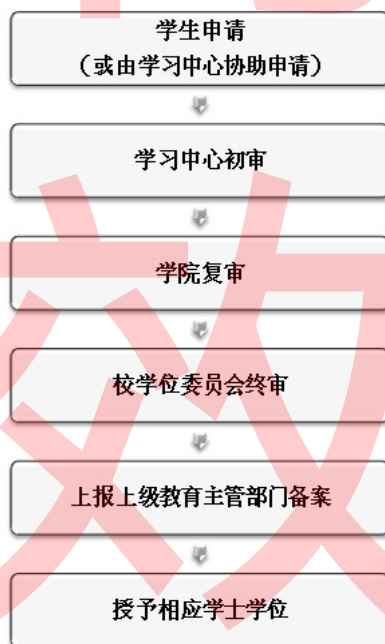 学生申请
（或由学习中心协助申请）
学习中心初审
学院复审
校学位委员会终审
上报上级教育主管部门备案
授予相应学士学位
效